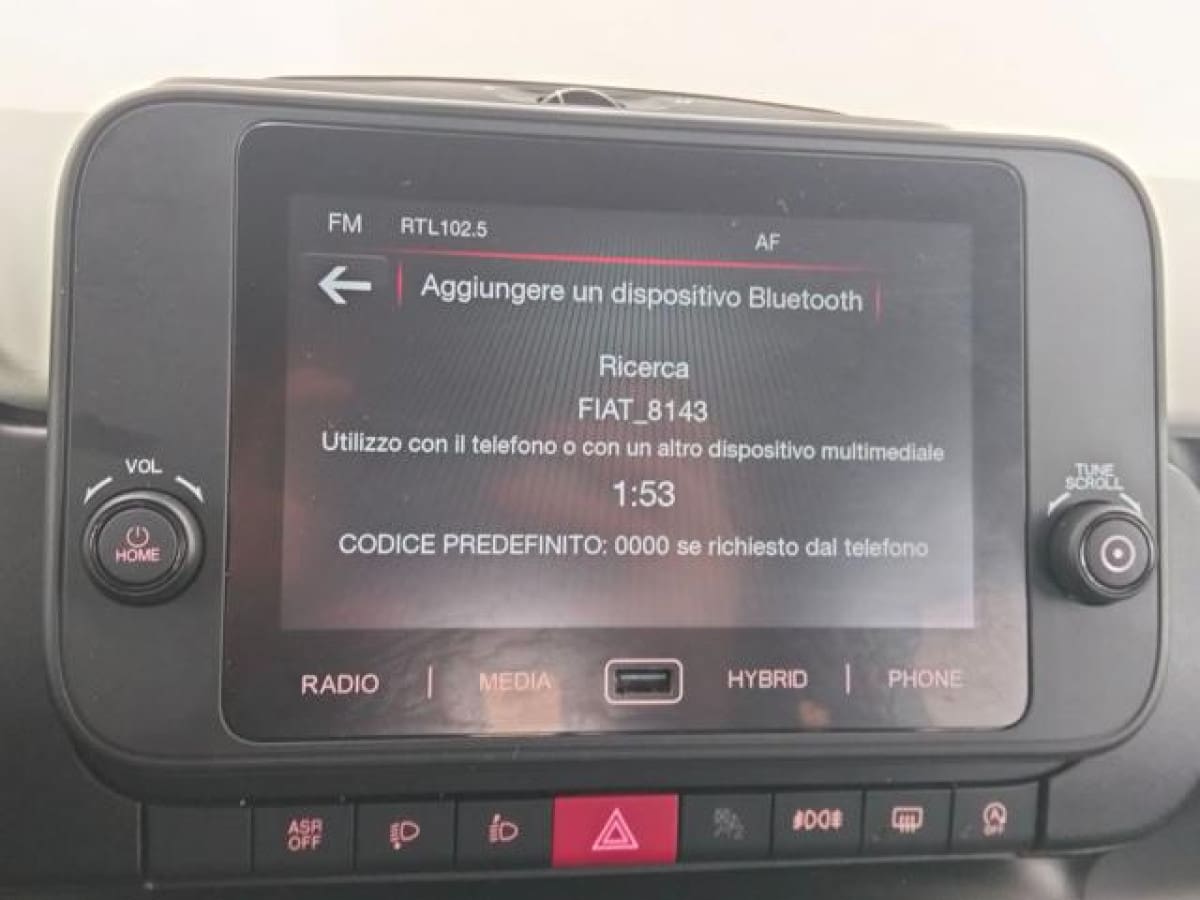 FM RTL102.5 AF
Aggiungere un dispositivo Bluetooth
Ricerca
FIAT_8143
Utilizzo con il telefono o con un altro dispositivo multimediale
1:53
CODICE PREDEFINITO: 0000 se richiesto dal telefono
VOL
HOME
TUNE
SCROLL
RADIO | MEDIA HYBRID | PHONE
ASR
OFF
OFF